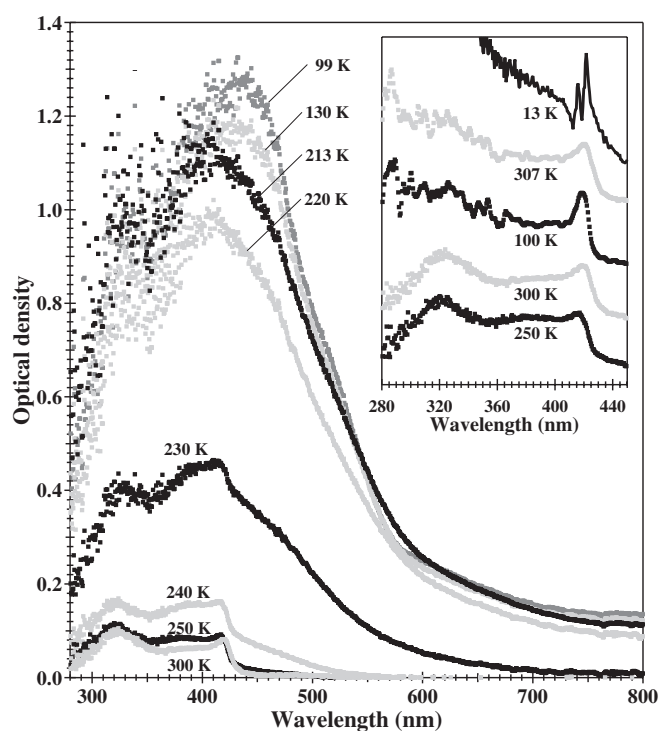 1.4
1.2
1.0
0.8
0.6
0.4
0.2
0.0
Optical density
300
400
500
600
700
800
Wavelength (nm)
99 K
130 K
213 K
220 K
230 K
240 K
250 K
300 K
13 K
307 K
100 K
300 K
250 K
280
320
360
400
440
Wavelength (nm)